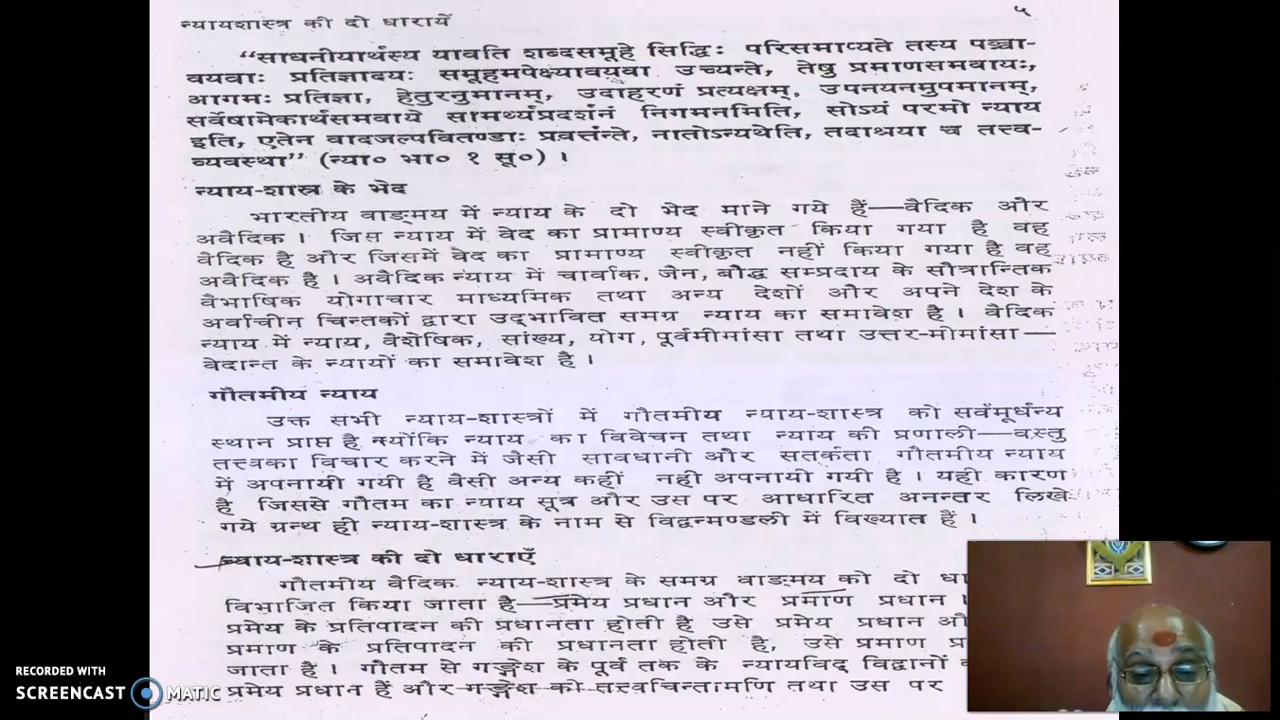 न्यायशास्त्र की दो धारायें
५
“साधनीयार्थस्य यावति शब्दसमूहे सिद्धिः परिसमाप्यते तस्य पञ्चा-
वयवाः प्रतिज्ञादयः समूहमपेक्ष्यावयवा उच्यन्ते, तेषु प्रमाणसमवायः,
आगमः प्रतिज्ञा, हेतुरनुमानम्, उदाहरणं प्रत्यक्षम्, उपनयनमुपमानम्,
सर्वेषामेकार्थसमवाये सामर्थ्यप्रदर्शनं निगमनमिति, सोऽयं परमो न्याय
इति, एतेन वादजल्पवितण्डाः प्रवर्त्तन्ते, नातोऽन्यथेति, तदाश्रया च तत्त्व-
व्यवस्था” (न्या० भा० १ सू०) ।
न्याय-शास्त्र के भेद
भारतीय वाङ्मय में न्याय के दो भेद माने गये हैं—वैदिक और
अवैदिक । जिस न्याय में वेद का प्रामाण्य स्वीकृत किया गया है वह
वैदिक है और जिसमें वेद का प्रामाण्य स्वीकृत नहीं किया गया है वह
अवैदिक है । अवैदिक न्याय में चार्वाक, जैन, बौद्ध सम्प्रदाय के सौत्रान्तिक
वैभाषिक योगाचार माध्यमिक तथा अन्य देशों और अपने देश के
अर्वाचीन चिन्तकों द्वारा उद्भावित समग्र न्याय का समावेश है । वैदिक
न्याय में न्याय, वैशेषिक, सांख्य, योग, पूर्वमीमांसा तथा उत्तर-मीमांसा—
वेदान्त के न्यायों का समावेश है ।
गौतमीय न्याय
उक्त सभी न्याय-शास्त्रों में गौतमीय न्याय-शास्त्र को सर्वमूर्धन्य
स्थान प्राप्त है, क्योंकि न्याय का विवेचन तथा न्याय की प्रणाली—वस्तु
तत्त्वका विचार करने में जैसी सावधानी और सतर्कता गौतमीय न्याय
में अपनायी गयी है वैसी अन्य कहीं नही अपनायी गयी है । यही कारण
है जिससे गौतम का न्याय सूत्र और उस पर आधारित अनन्तर लिखे
गये ग्रन्थ ही न्याय-शास्त्र के नाम से विद्वन्मण्डली में विख्यात हैं ।
न्याय-शास्त्र की दो धाराएँ
गौतमीय वैदिक न्याय-शास्त्र के समग्र वाङ्मय को दो
विभाजित किया जाता है—प्रमेय प्रधान और प्रमाण प्रधान ।
प्रमेय के प्रतिपादन की प्रधानता होती है उसे प्रमेय प्रधान
प्रमाण के प्रतिपादन की प्रधानता होती है, उसे प्रमाण
जाता है । गौतम से गङ्गेश के पूर्व तक के न्यायविद् विद्वानों
प्रमेय प्रधान हैं और गङ्गेश की तत्त्वचिन्तामणि तथा उस पर
RECORDED WITH
SCREENCAST MATIC